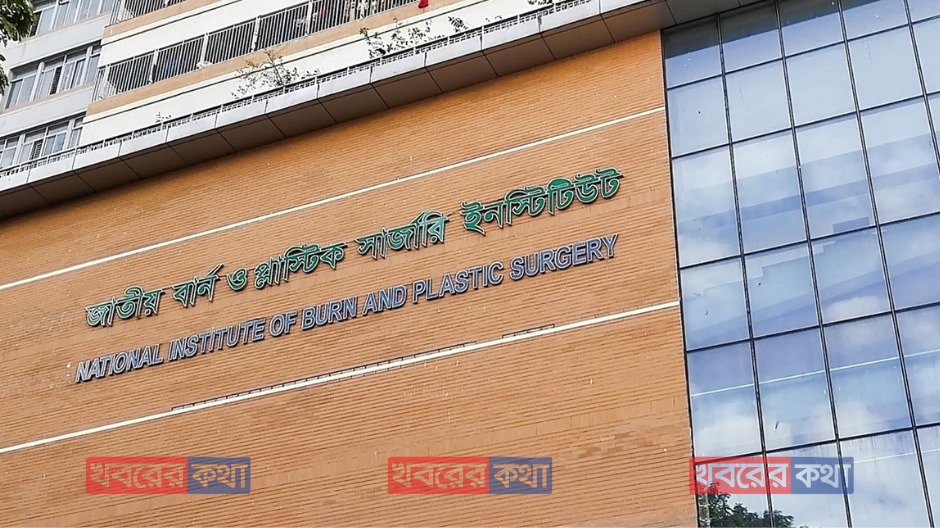 জাতীয় বার্ন ও প্লাস্টিক সার্জারি ইনস্টিটিউট
NATIONAL INSTITUTE OF BURN AND PLASTIC SURGERY
খবরের কথা খবরের কথা খবরের কথা